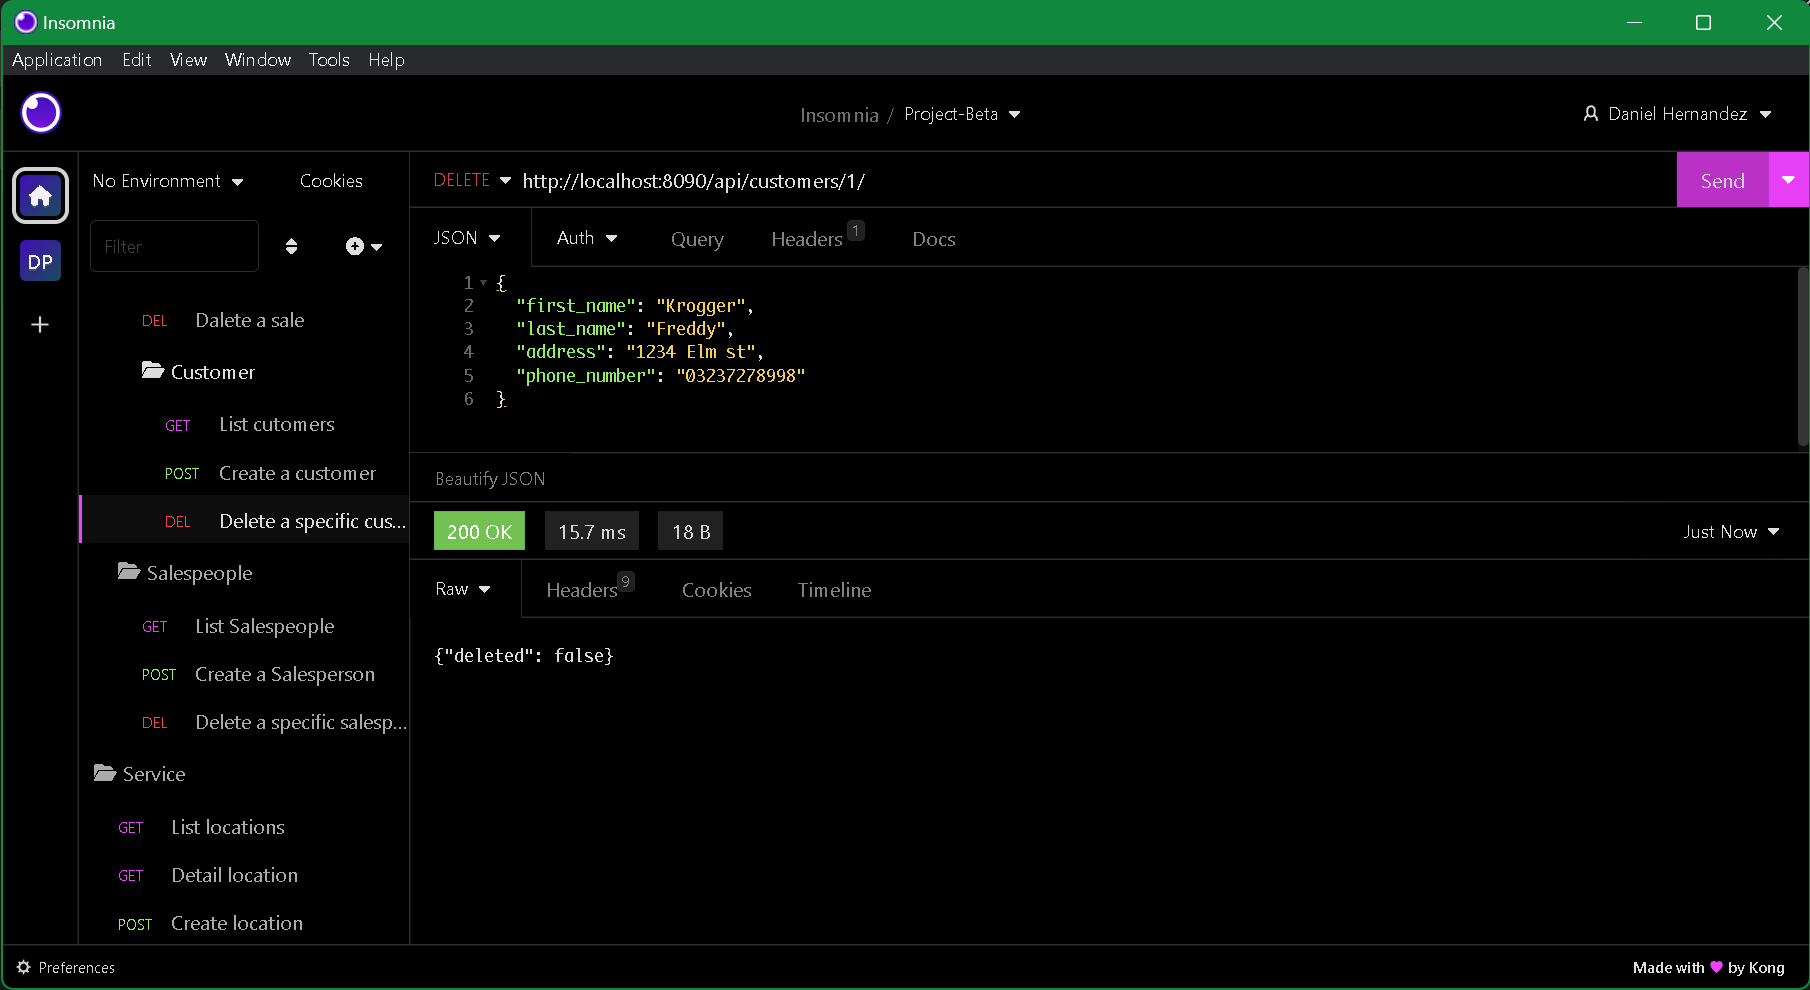 Insomnia
Application Edit View Window Tools Help
Insomnia / Project-Beta
Daniel Hernandez
DP
No Environment Cookies
Filter
DEL Dalete a sale
Customer
GET List cutomers
POST Create a customer
DEL Delete a specific cus...
Salespeople
GET List Salespeople
POST Create a Salesperson
DEL Delete a specific salesp...
Service
GET List locations
GET Detail location
POST Create location
DELETE http://localhost:8090/api/customers/1/ Send
JSON Auth Query Headers 1 Docs
1 {
2 "first_name": "Krogger",
3 "last_name": "Freddy",
4 "address": "1234 Elm st",
5 "phone_number": "03237278998"
6 }
Beautify JSON
200 OK 15.7 ms 18 B Just Now
Raw Headers 9 Cookies Timeline
{"deleted": false}
Preferences
Made with ♥ by Kong